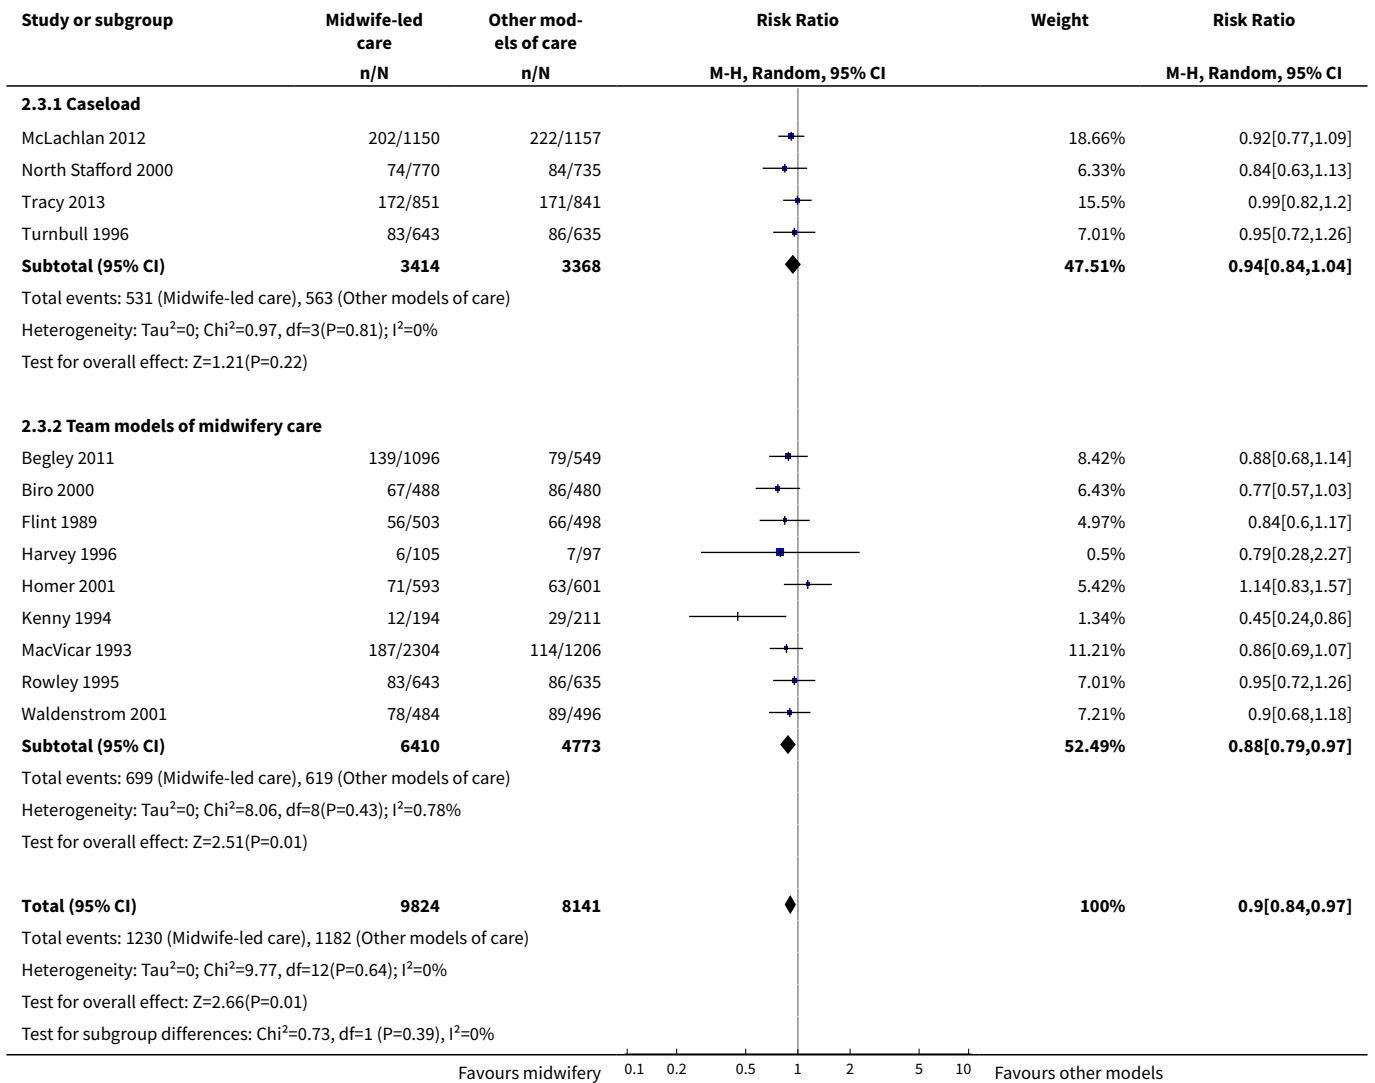 Study or subgroup Midwife-led care Other mod-els of care Risk Ratio Weight Risk Ratio
n/N n/N M-H, Random, 95% CI M-H, Random, 95% CI
2.3.1 Caseload
McLachlan 2012 202/1150 222/1157 18.66% 0.92[0.77,1.09]
North Stafford 2000 74/770 84/735 6.33% 0.84[0.63,1.13]
Tracy 2013 172/851 171/841 15.5% 0.99[0.82,1.2]
Turnbull 1996 83/643 86/635 7.01% 0.95[0.72,1.26]
Subtotal (95% CI) 3414 3368 47.51% 0.94[0.84,1.04]
Total events: 531 (Midwife-led care), 563 (Other models of care)
Heterogeneity: Tau²=0; Chi²=0.97, df=3(P=0.81); I²=0%
Test for overall effect: Z=1.21(P=0.22)
2.3.2 Team models of midwifery care
Begley 2011 139/1096 79/549 8.42% 0.88[0.68,1.14]
Biro 2000 67/488 86/480 6.43% 0.77[0.57,1.03]
Flint 1989 56/503 66/498 4.97% 0.84[0.6,1.17]
Harvey 1996 6/105 7/97 0.5% 0.79[0.28,2.27]
Homer 2001 71/593 63/601 5.42% 1.14[0.83,1.57]
Kenny 1994 12/194 29/211 1.34% 0.45[0.24,0.86]
MacVicar 1993 187/2304 114/1206 11.21% 0.86[0.69,1.07]
Rowley 1995 83/643 86/635 7.01% 0.95[0.72,1.26]
Waldenstrom 2001 78/484 89/496 7.21% 0.9[0.68,1.18]
Subtotal (95% CI) 6410 4773 52.49% 0.88[0.79,0.97]
Total events: 699 (Midwife-led care), 619 (Other models of care)
Heterogeneity: Tau²=0; Chi²=8.06, df=8(P=0.43); I²=0.78%
Test for overall effect: Z=2.51(P=0.01)
Total (95% CI) 9824 8141 100% 0.9[0.84,0.97]
Total events: 1230 (Midwife-led care), 1182 (Other models of care)
Heterogeneity: Tau²=0; Chi²=9.77, df=12(P=0.64); I²=0%
Test for overall effect: Z=2.66(P=0.01)
Test for subgroup differences: Chi²=0.73, df=1 (P=0.39), I²=0%
Favours midwifery 0.1 0.2 0.5 1 2 5 10 Favours other models